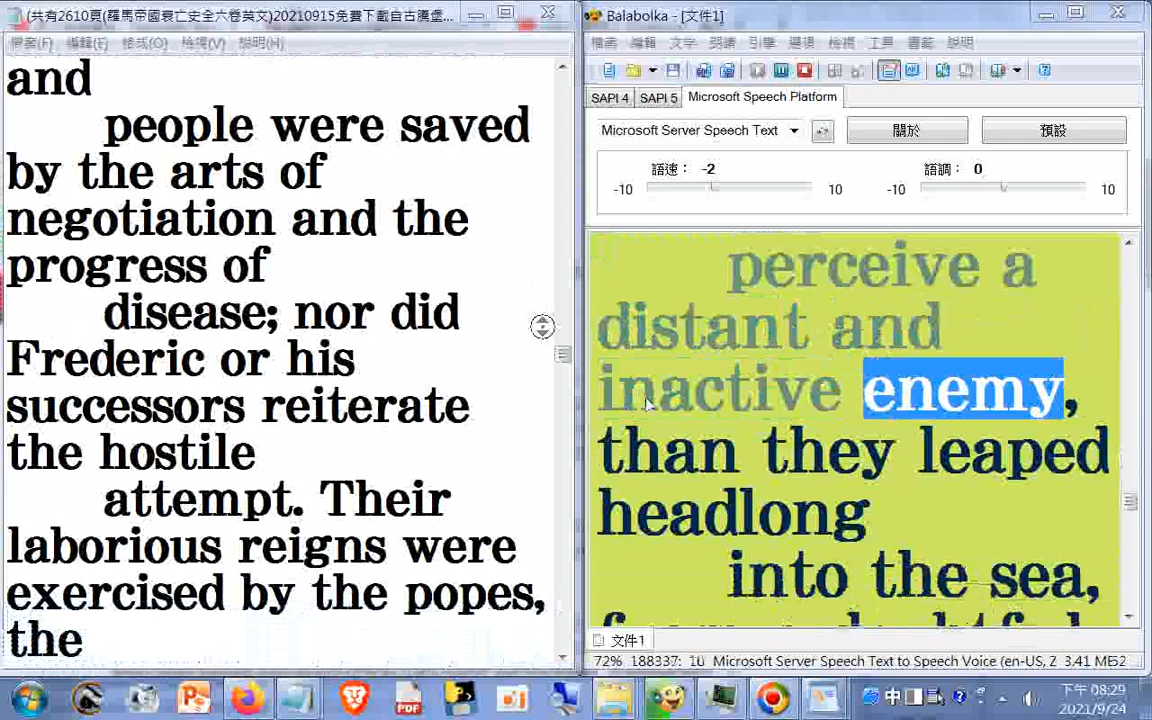 (共有2610頁(羅馬帝國衰亡史全六卷英文)20210915免費下載自古騰堡...
檔案(F) 編輯(E) 格式(O) 檢視(V) 說明(H)
and
people were saved
by the arts of
negotiation and the
progress of
disease; nor did
Frederic or his
successors reiterate
the hostile
attempt. Their
laborious reigns were
exercised by the popes,
the
Balabolka - [文件1]
檔案 編輯 文字 朗讀 引擎 選項 檢視 工具 書籤 說明
SAPI 4 SAPI 5 Microsoft Speech Platform
Microsoft Server Speech Text 關於 預設
語速： -2 語調： 0
-10 10 -10 10
perceive a
distant and
inactive enemy,
than they leaped
headlong
into the sea,
文件1
72% 188337: 10 Microsoft Server Speech Text to Speech Voice (en-US, Z 3.41 ME52
PDF
中
下午 08:29
2021/9/24